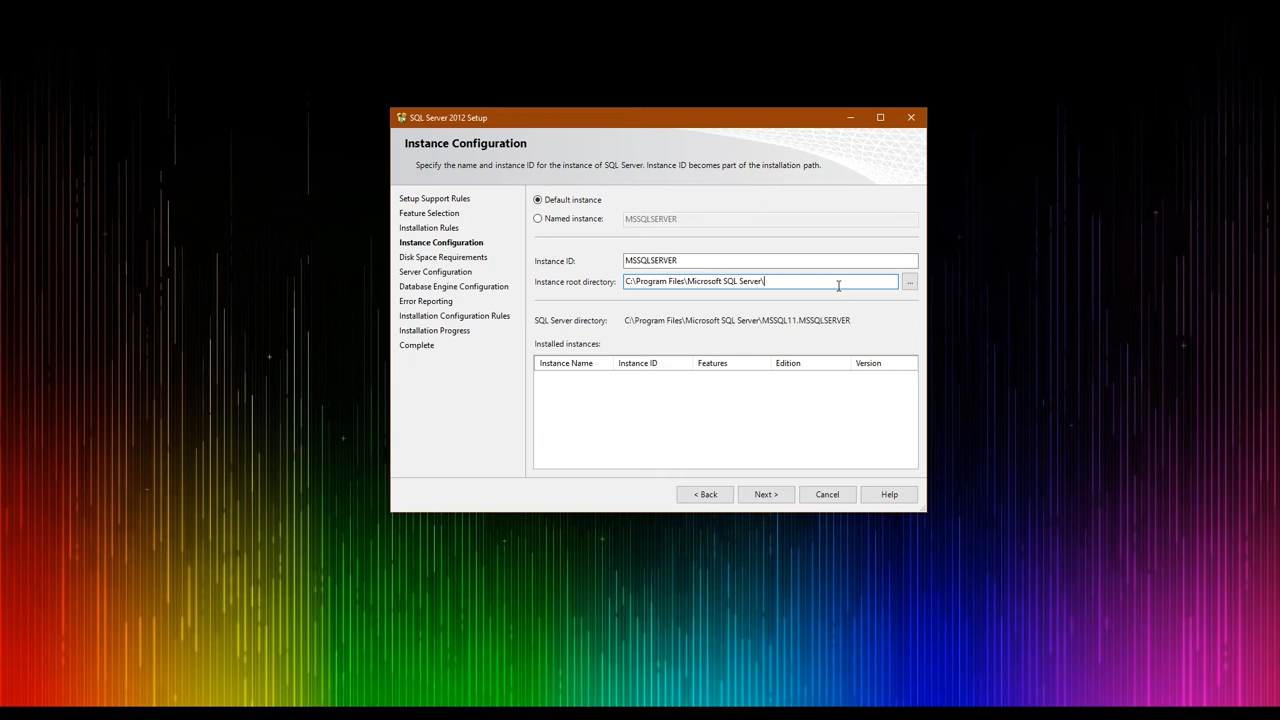 SQL Server 2012 Setup
Instance Configuration
Specify the name and instance ID for the instance of SQL Server. Instance ID becomes part of the installation path.
Setup Support Rules
Feature Selection
Installation Rules
Instance Configuration
Disk Space Requirements
Server Configuration
Database Engine Configuration
Error Reporting
Installation Configuration Rules
Installation Progress
Complete
Default instance
Named instance: MSSQLSERVER
Instance ID: MSSQLSERVER
Instance root directory: C:\Program Files\Microsoft SQL Server\ ...
SQL Server directory: C:\Program Files\Microsoft SQL Server\MSSQL11.MSSQLSERVER
Installed instances:
Instance Name Instance ID Features Edition Version
< Back Next > Cancel Help